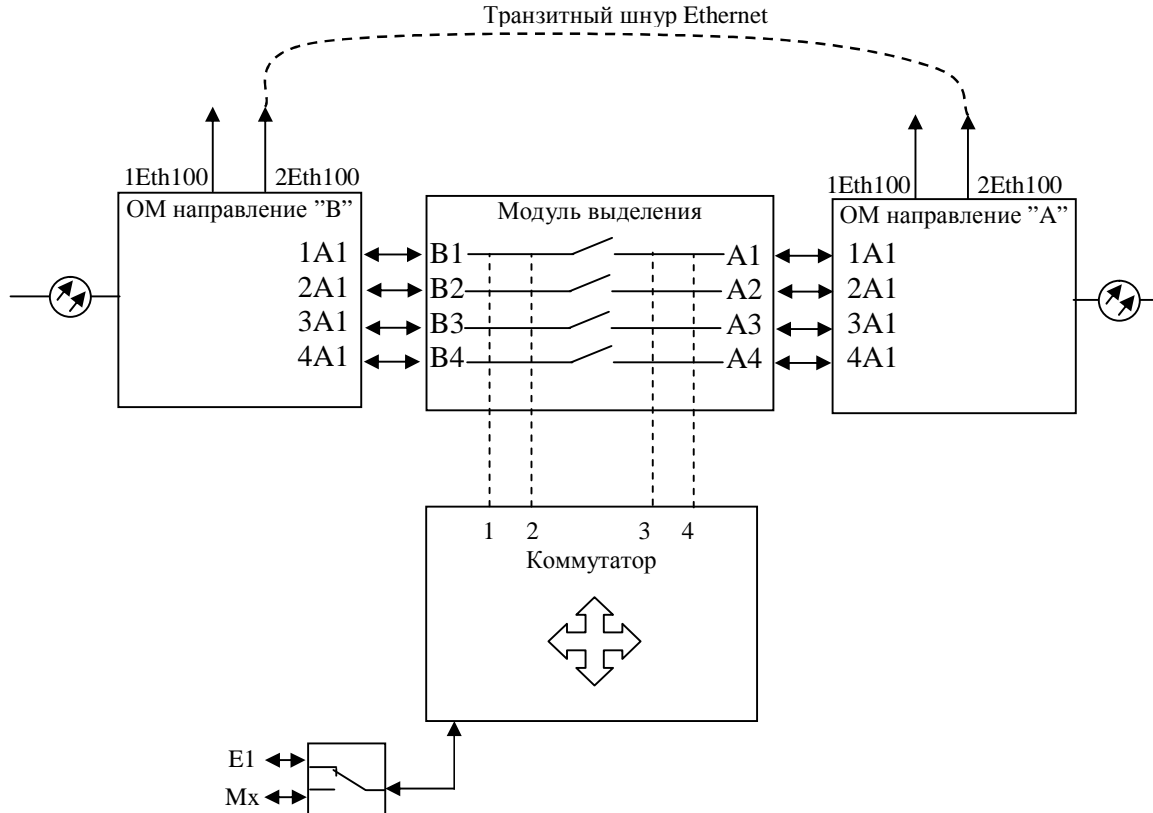 Транзитный шнур Ethernet
1Eth100 2Eth100
ОМ направление ”В”
1А1
2А1
3А1
4А1
Модуль выделения
В1 А1
В2 А2
В3 А3
В4 А4
1Eth100 2Eth100
ОМ направление ”А”
1А1
2А1
3А1
4А1
1 2 3 4
Коммутатор
Е1
Мх